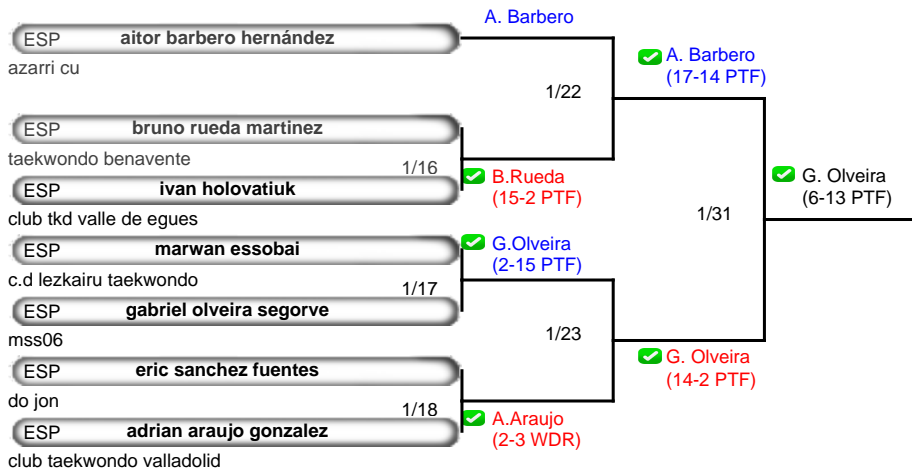 A. Barbero
ESP aitor barbero hernández
azarri cu
A. Barbero
(17-14 PTF)
1/22
ESP bruno rueda martinez
taekwondo benavente
1/16
B.Rueda
(15-2 PTF)
ESP ivan holovatiuk
club tkd valle de egues
G. Olveira
(6-13 PTF)
1/31
ESP marwan essobai
c.d lezkairu taekwondo
G.Olveira
(2-15 PTF)
1/17
ESP gabriel olveira segorve
mss06
1/23
ESP eric sanchez fuentes
do jon
G. Olveira
(14-2 PTF)
1/18
A.Araujo
(2-3 WDR)
ESP adrian araujo gonzalez
club taekwondo valladolid